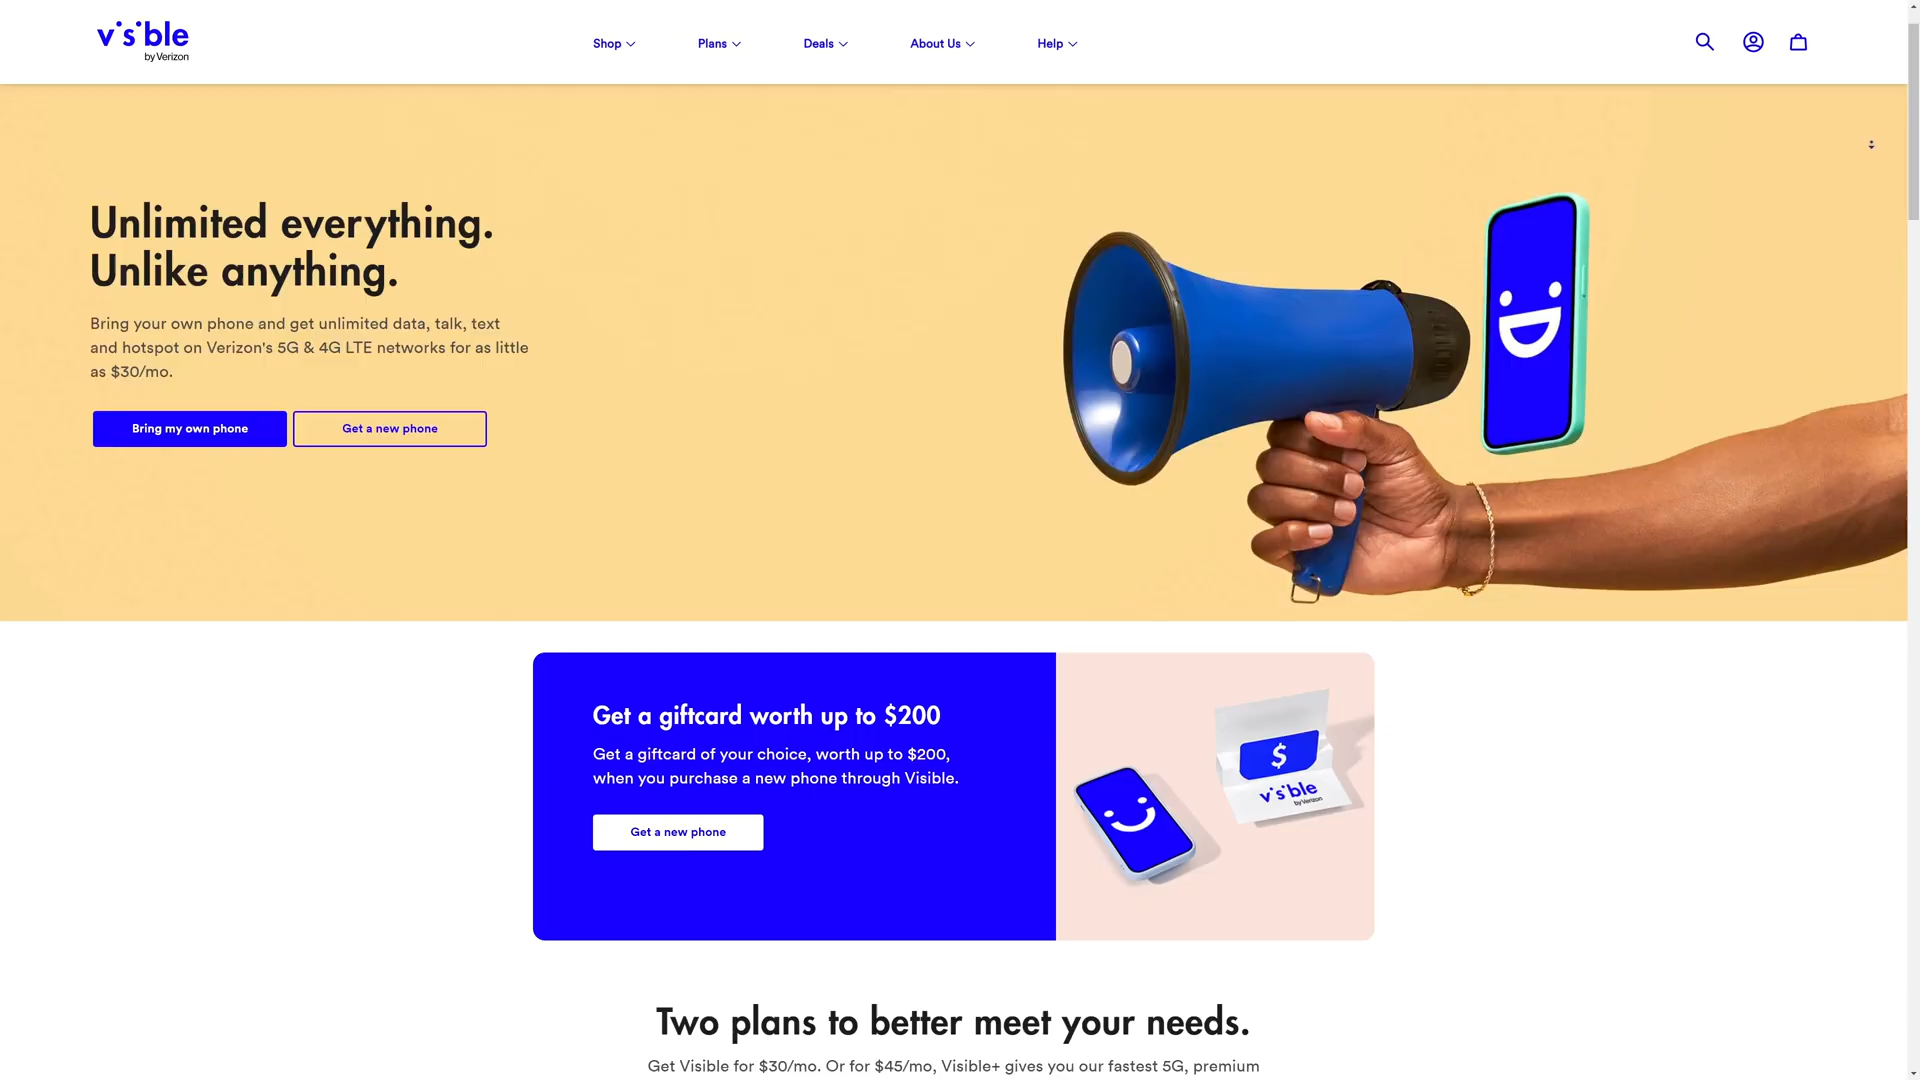 visible
by Verizon
Shop
Plans
Deals
About Us
Help
Unlimited everything.
Unlike anything.
Bring your own phone and get unlimited data, talk, text
and hotspot on Verizon's 5G & 4G LTE networks for as little
as $30/mo.
Bring my own phone
Get a new phone
Get a giftcard worth up to $200
Get a giftcard of your choice, worth up to $200,
when you purchase a new phone through Visible.
Get a new phone
$
visible
by Verizon
Two plans to better meet your needs.
Get Visible for $30/mo. Or for $45/mo, Visible+ gives you our fastest 5G, premium